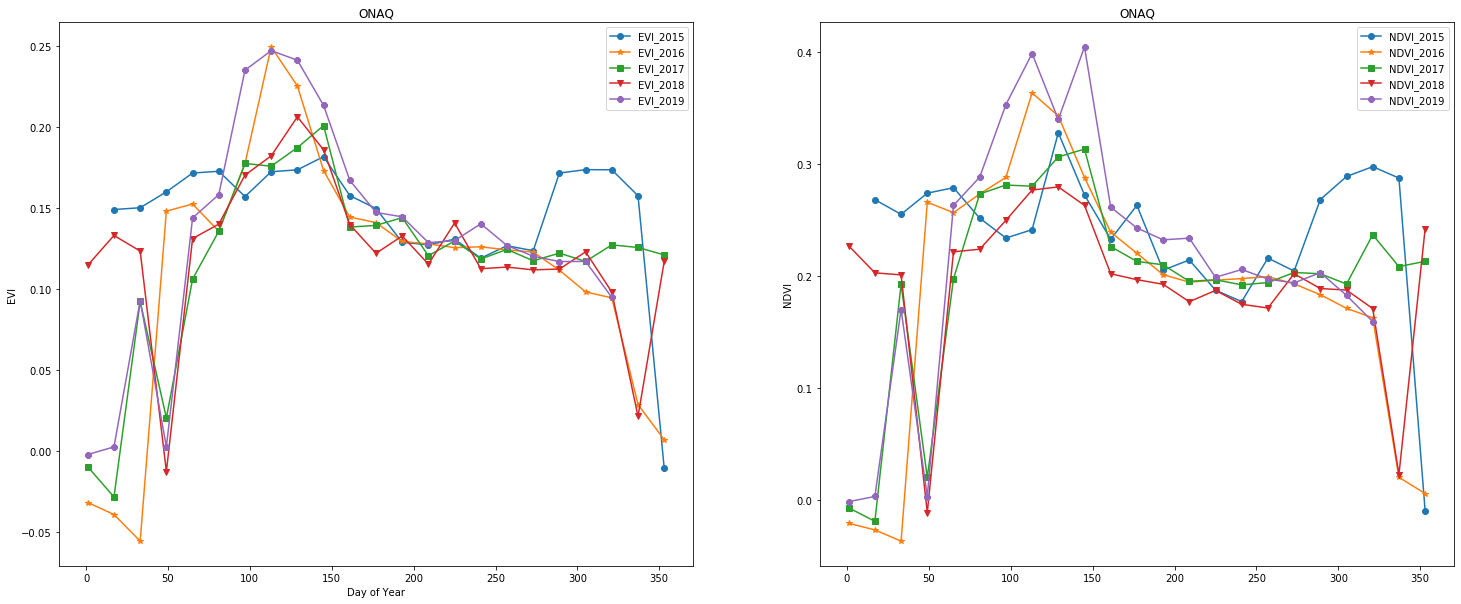 ONAQ
EVI_2015
EVI_2016
EVI_2017
EVI_2018
EVI_2019
0.25
0.20
0.15
0.10
0.05
0.00
−0.05
EVI
0 50 100 150 200 250 300 350
Day of Year
ONAQ
NDVI_2015
NDVI_2016
NDVI_2017
NDVI_2018
NDVI_2019
0.4
0.3
0.2
0.1
0.0
NDVI
0 50 100 150 200 250 300 350